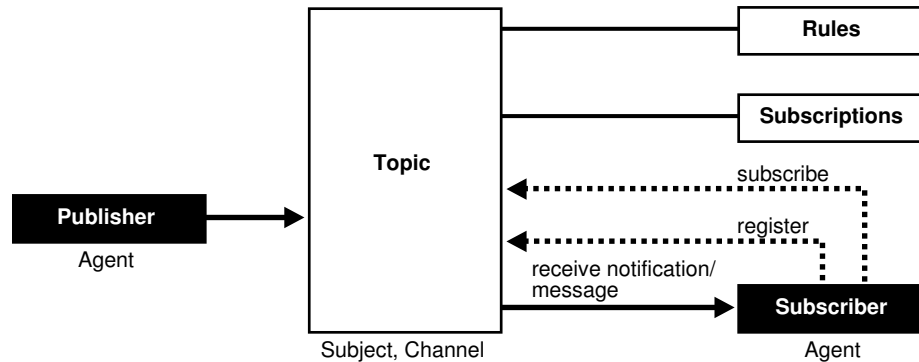 Rules
Subscriptions
Topic
subscribe
Publisher
register
Agent
receive notification/
message
Subscriber
Subject, Channel
Agent